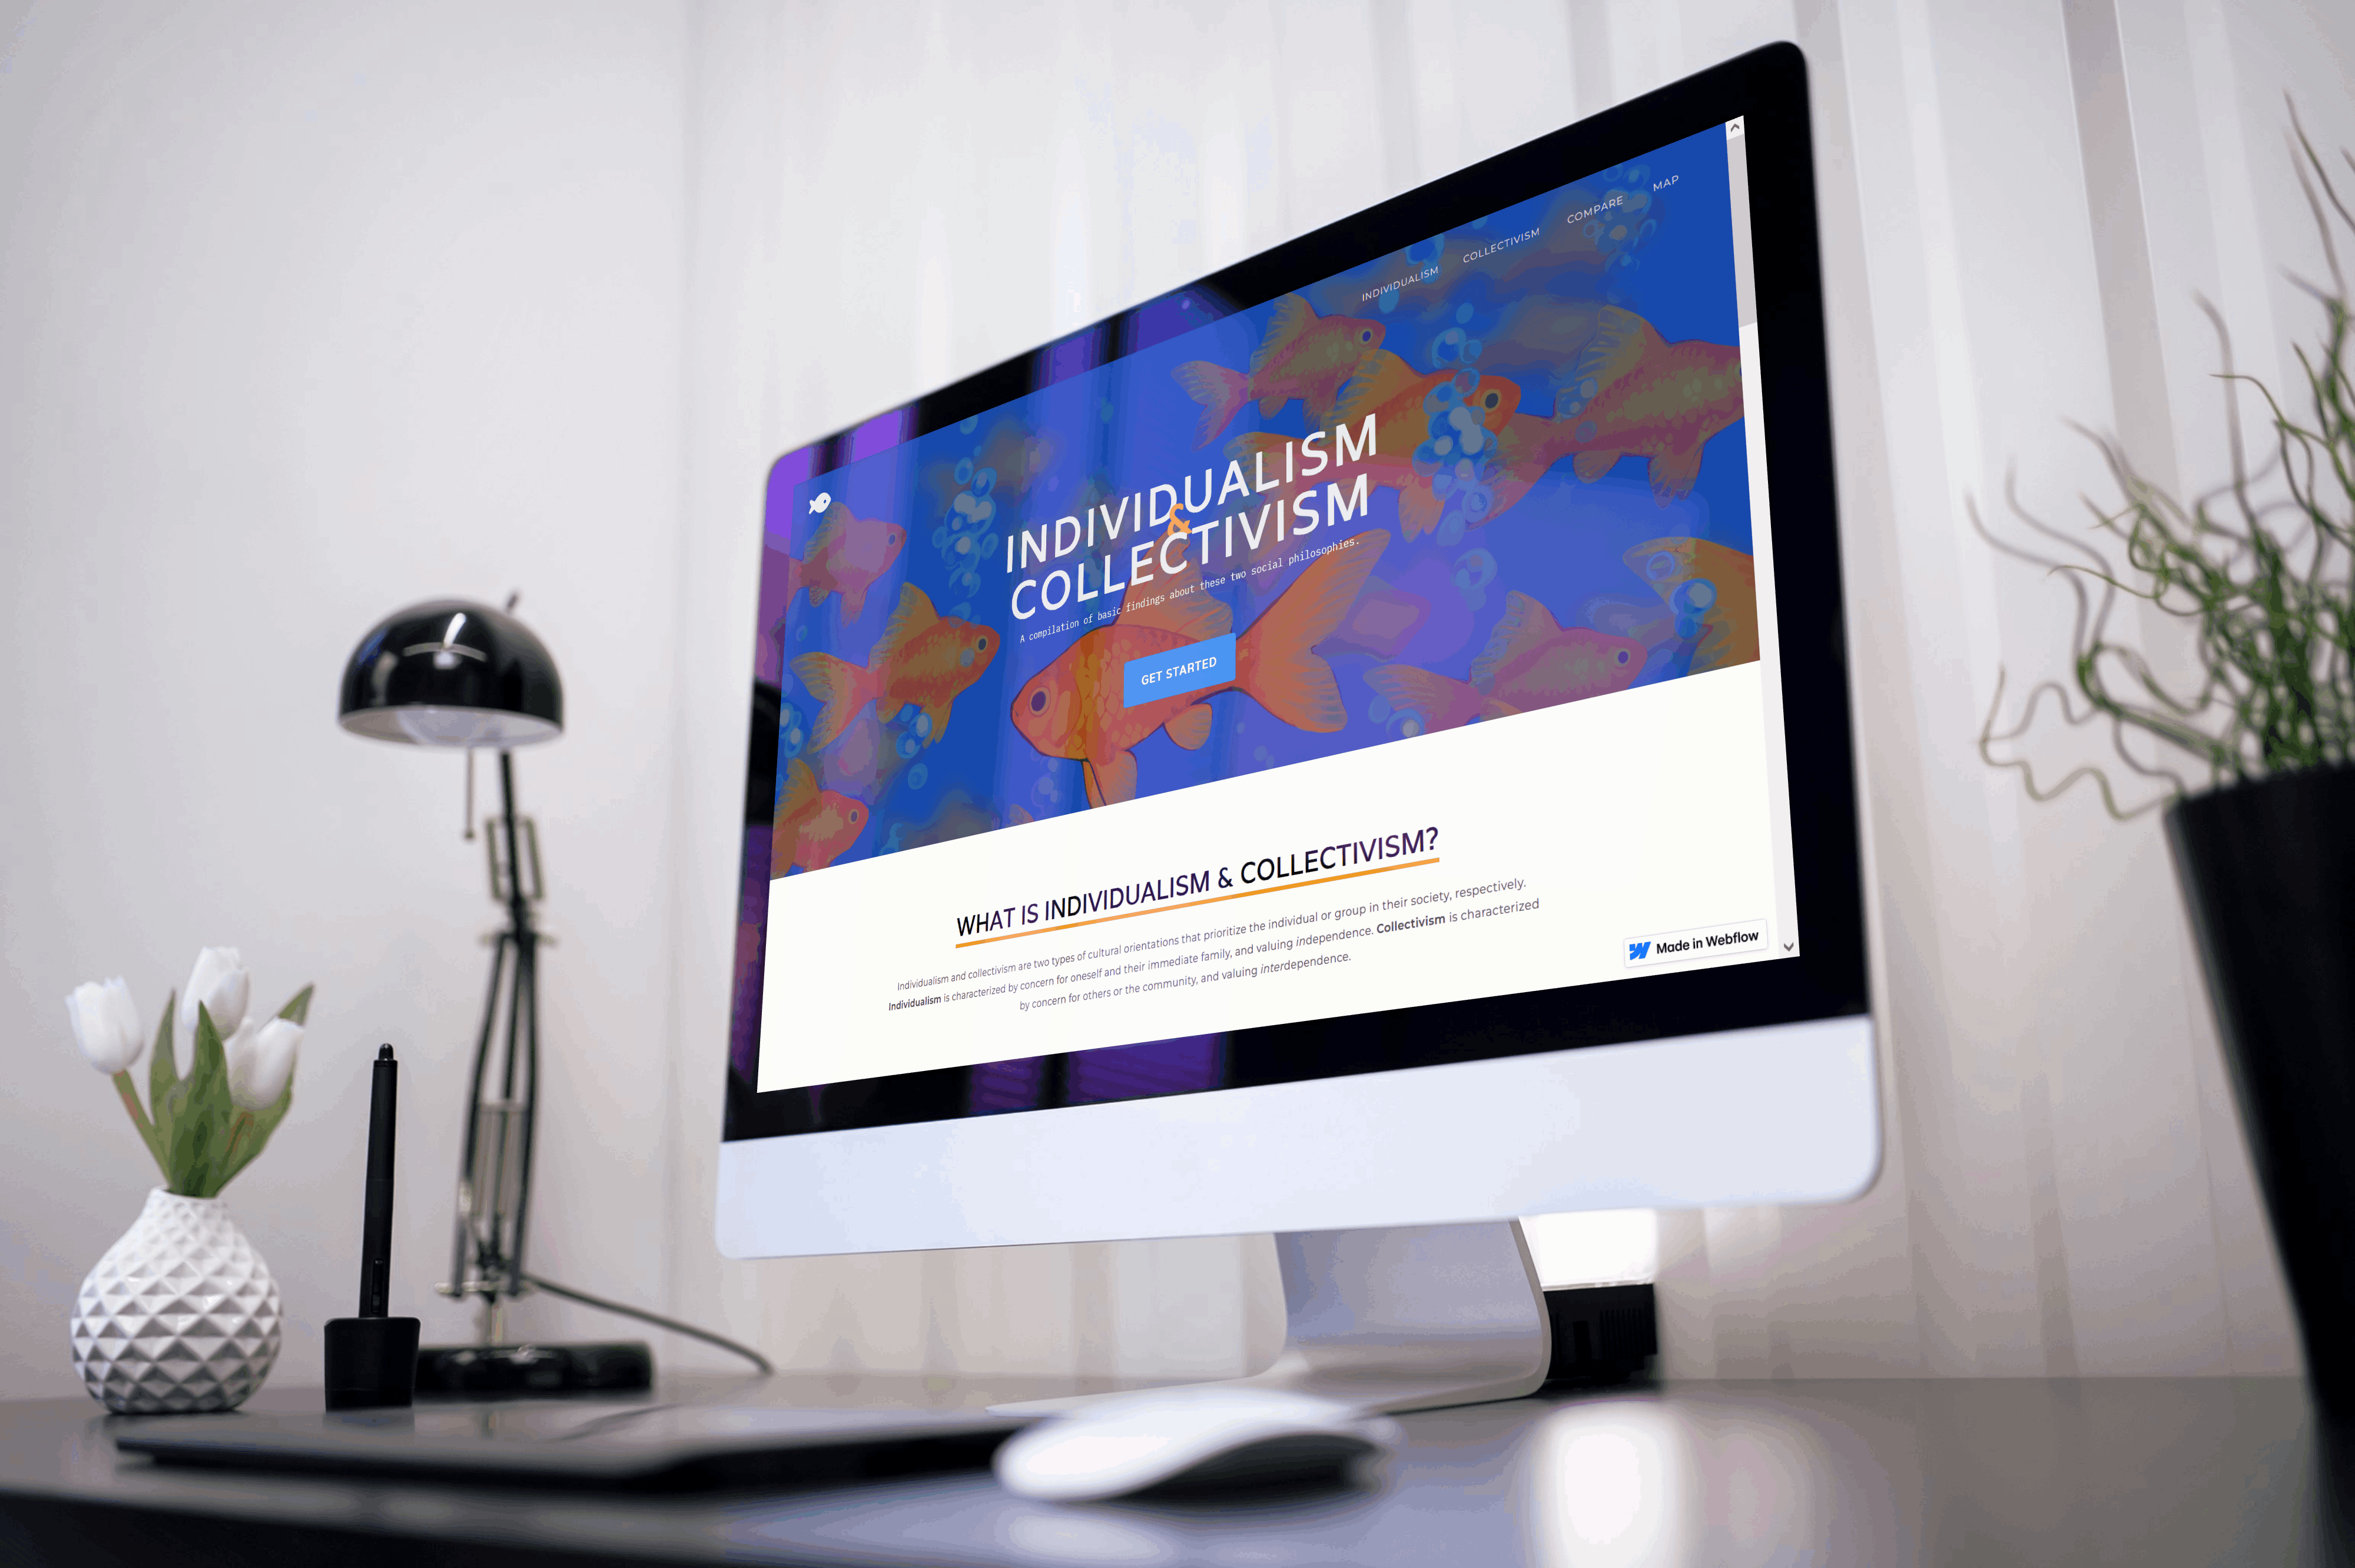 INDIVIDUALISM
COLLECTIVISM
COMPARE
MAP
INDIVIDUALISM
&
COLLECTIVISM
A compilation of basic findings about these two social philosophies.
GET STARTED
WHAT IS INDIVIDUALISM & COLLECTIVISM?
Individualism and collectivism are two types of cultural orientations that prioritize the individual or group in their society, respectively.
Individualism is characterized by concern for oneself and their immediate family, and valuing independence. Collectivism is characterized
by concern for others or the community, and valuing interdependence.
Made in Webflow